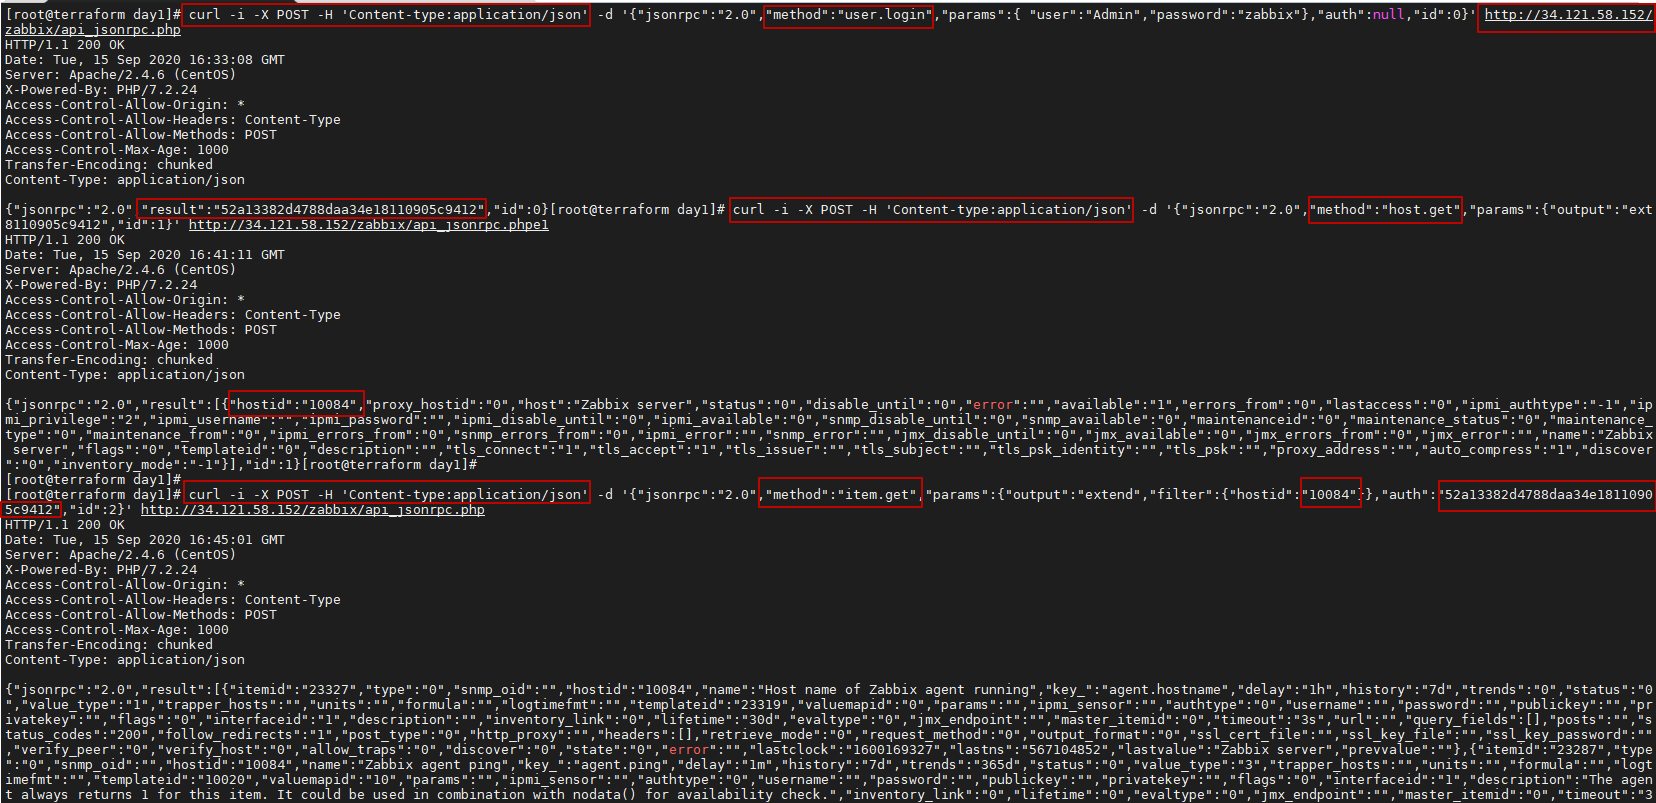 [root@terraform day1]# curl -i -X POST -H 'Content-type:application/json' -d '{"jsonrpc":"2.0","method":"user.login","params":{ "user":"Admin","password":"zabbix"},"auth":null,"id":0}' http://34.121.58.152/
zabbix/api_jsonrpc.php
HTTP/1.1 200 OK
Date: Tue, 15 Sep 2020 16:33:08 GMT
Server: Apache/2.4.6 (CentOS)
X-Powered-By: PHP/7.2.24
Access-Control-Allow-Origin: *
Access-Control-Allow-Headers: Content-Type
Access-Control-Allow-Methods: POST
Access-Control-Max-Age: 1000
Transfer-Encoding: chunked
Content-Type: application/json
{"jsonrpc":"2.0","result":"52a13382d4788daa34e18110905c9412","id":0}[root@terraform day1]# curl -i -X POST -H 'Content-type:application/json' -d '{"jsonrpc":"2.0","method":"host.get","params":{"output":"ext
8110905c9412","id":1}' http://34.121.58.152/zabbix/api_jsonrpc.phpe1
HTTP/1.1 200 OK
Date: Tue, 15 Sep 2020 16:41:11 GMT
Server: Apache/2.4.6 (CentOS)
X-Powered-By: PHP/7.2.24
Access-Control-Allow-Origin: *
Access-Control-Allow-Headers: Content-Type
Access-Control-Allow-Methods: POST
Access-Control-Max-Age: 1000
Transfer-Encoding: chunked
Content-Type: application/json
{"jsonrpc":"2.0","result":[{"hostid":"10084","proxy_hostid":"0","host":"Zabbix server","status":"0","disable_until":"0","error":"","available":"1","errors_from":"0","lastaccess":"0","ipmi_authtype":"-1","ip
mi_privilege":"2","ipmi_username":"","ipmi_password":"","ipmi_disable_until":"0","ipmi_available":"0","snmp_disable_until":"0","snmp_available":"0","maintenanceid":"0","maintenance_status":"0","maintenance_
type":"0","maintenance_from":"0","ipmi_errors_from":"0","snmp_errors_from":"0","ipmi_error":"","snmp_error":"","jmx_disable_until":"0","jmx_available":"0","jmx_errors_from":"0","jmx_error":"","name":"Zabbix
 server","flags":"0","templateid":"0","description":"","tls_connect":"1","tls_accept":"1","tls_issuer":"","tls_subject":"","tls_psk_identity":"","tls_psk":"","proxy_address":"","auto_compress":"1","discover
":"0","inventory_mode":"-1"}],"id":1}[root@terraform day1]#
[root@terraform day1]#
[root@terraform day1]# curl -i -X POST -H 'Content-type:application/json' -d '{"jsonrpc":"2.0","method":"item.get","params":{"output":"extend","filter":{"hostid":"10084"}},"auth":"52a13382d4788daa34e1811090
5c9412","id":2}' http://34.121.58.152/zabbix/api_jsonrpc.php
HTTP/1.1 200 OK
Date: Tue, 15 Sep 2020 16:45:01 GMT
Server: Apache/2.4.6 (CentOS)
X-Powered-By: PHP/7.2.24
Access-Control-Allow-Origin: *
Access-Control-Allow-Headers: Content-Type
Access-Control-Allow-Methods: POST
Access-Control-Max-Age: 1000
Transfer-Encoding: chunked
Content-Type: application/json
{"jsonrpc":"2.0","result":[{"itemid":"23327","type":"0","snmp_oid":"","hostid":"10084","name":"Host name of Zabbix agent running","key_":"agent.hostname","delay":"1h","history":"7d","trends":"0","status":"0
","value_type":"1","trapper_hosts":"","units":"","formula":"","logtimefmt":"","templateid":"23319","valuemapid":"0","params":"","ipmi_sensor":"","authtype":"0","username":"","password":"","publickey":"","pr
ivatekey":"","flags":"0","interfaceid":"1","description":"","inventory_link":"0","lifetime":"30d","evaltype":"0","jmx_endpoint":"","master_itemid":"0","timeout":"3s","url":"","query_fields":[],"posts":"","s
tatus_codes":"200","follow_redirects":"1","post_type":"0","http_proxy":"","headers":[],"retrieve_mode":"0","request_method":"0","output_format":"0","ssl_cert_file":"","ssl_key_file":"","ssl_key_password":""
,"verify_peer":"0","verify_host":"0","allow_traps":"0","discover":"0","state":"0","error":"","lastclock":"1600169327","lastns":"567104852","lastvalue":"Zabbix server","prevvalue":""},{"itemid":"23287","type
":"0","snmp_oid":"","hostid":"10084","name":"Zabbix agent ping","key_":"agent.ping","delay":"1m","history":"7d","trends":"365d","status":"0","value_type":"3","trapper_hosts":"","units":"","formula":"","logt
imefmt":"","templateid":"10020","valuemapid":"10","params":"","ipmi_sensor":"","authtype":"0","username":"","password":"","publickey":"","privatekey":"","flags":"0","interfaceid":"1","description":"The agen
t always returns 1 for this item. It could be used in combination with nodata() for availability check.","inventory_link":"0","lifetime":"0","evaltype":"0","jmx_endpoint":"","master_itemid":"0","timeout":"3